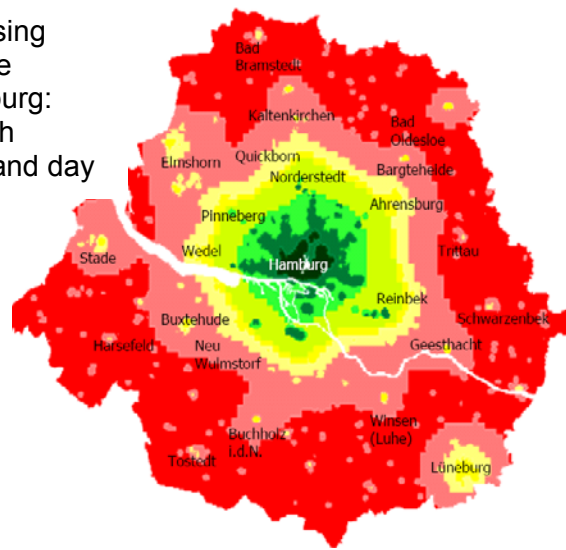 sing
e
burg:
h
and day
Bad
Bramstedt
Kaltenkirchen
Bad
Oldesloe
Elmshorn
Quickborn
Bargteheide
Norderstedt
Ahrensburg
Pinneberg
Wedel
Trittau
Stade
Hamburg
Reinbek
Buxtehude
Schwarzenbek
Harsefeld
Neu
Wulmstorf
Geesthacht
Winsen
(Luhe)
Buchholz
i.d.N.
Tostedt
Lüneburg